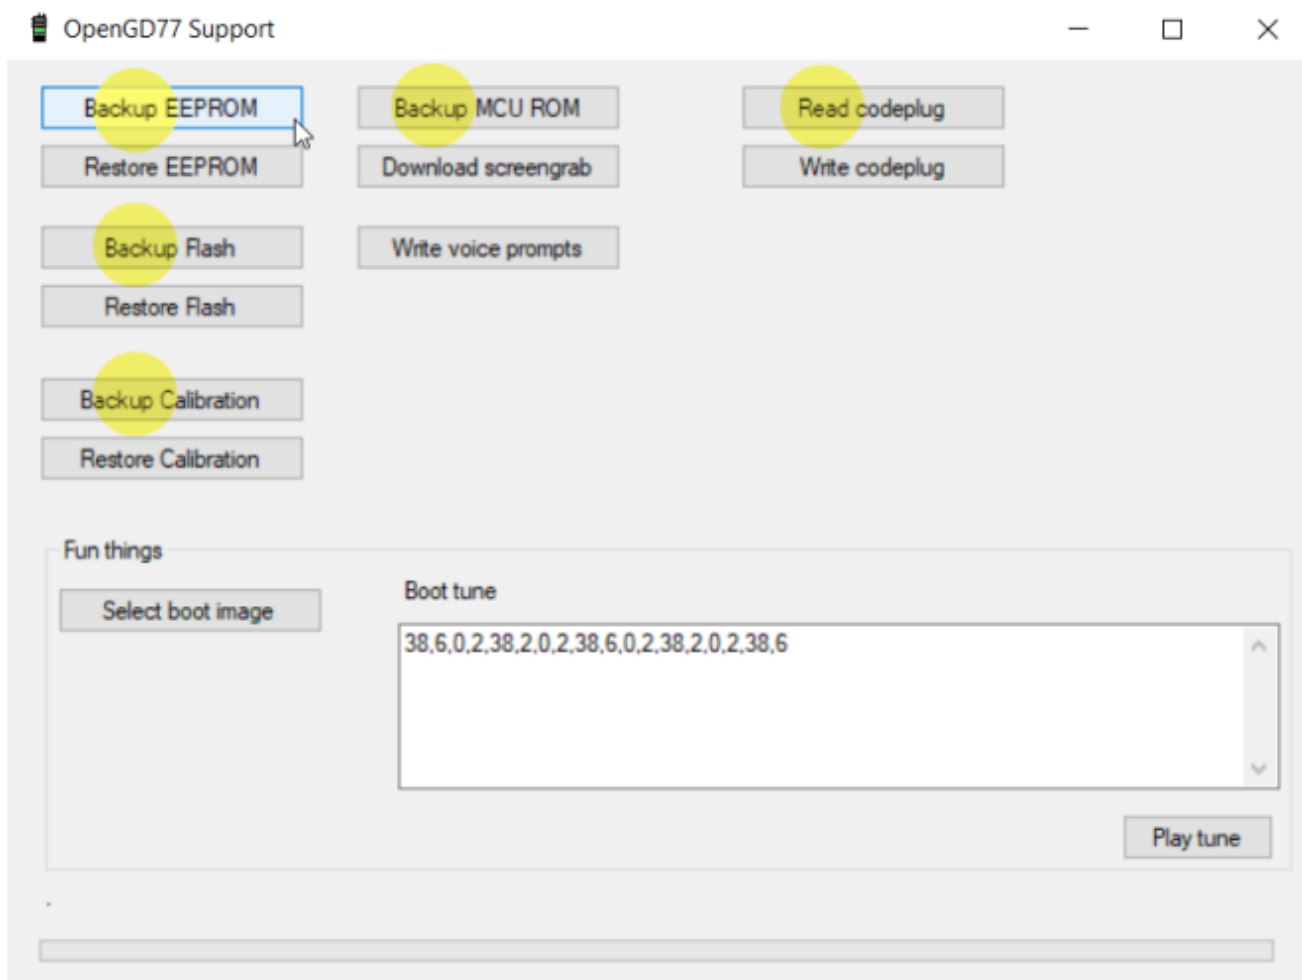 OpenGD77 Support
Backup EEPROM
Backup MCU ROM
Read codeplug
Restore EEPROM
Download screengrab
Write codeplug
Backup Flash
Write voice prompts
Restore Flash
Backup Calibration
Restore Calibration
Fun things
Select boot image
Boot tune
38,6,0,2,38,2,0,2,38,6,0,2,38,2,0,2,38,6
Play tune
.